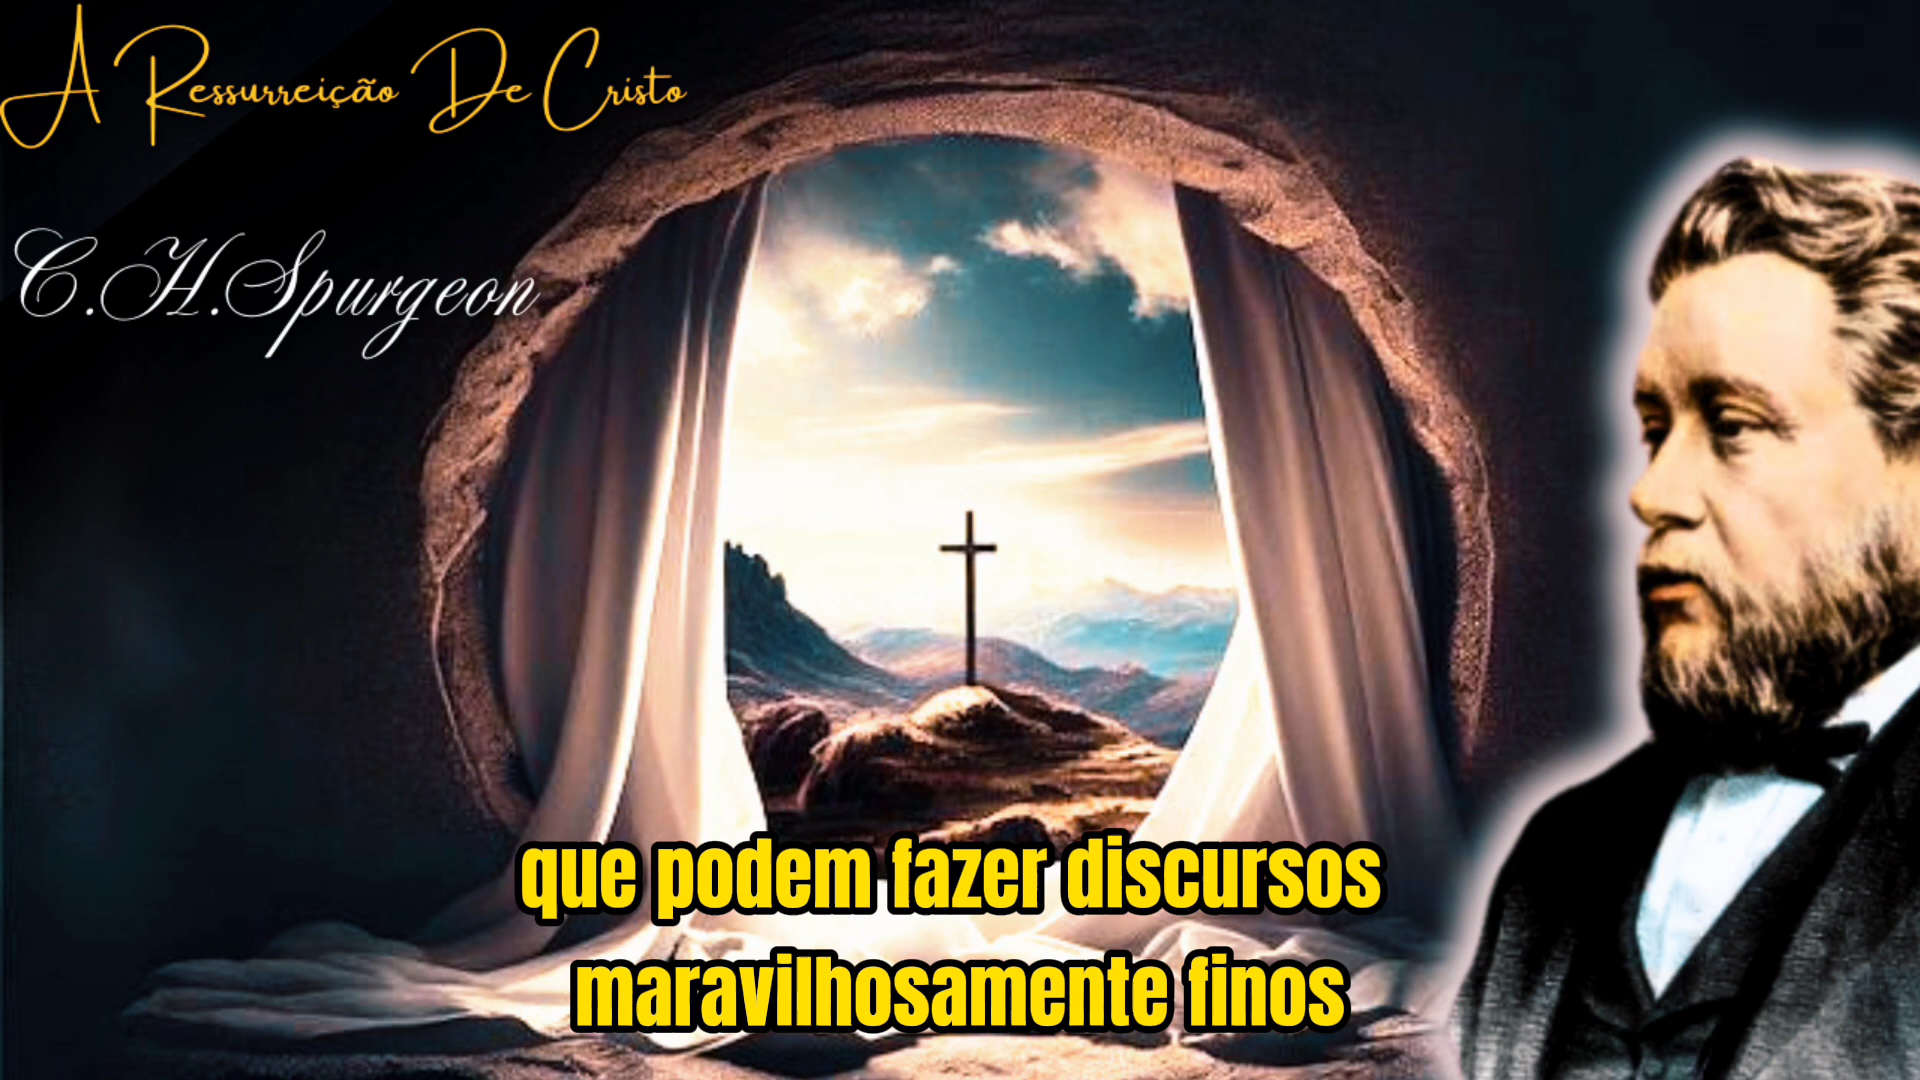 A Ressurreição De Cristo
C.H.Spurgeon
que podem fazer discursos
maravilhosamente finos